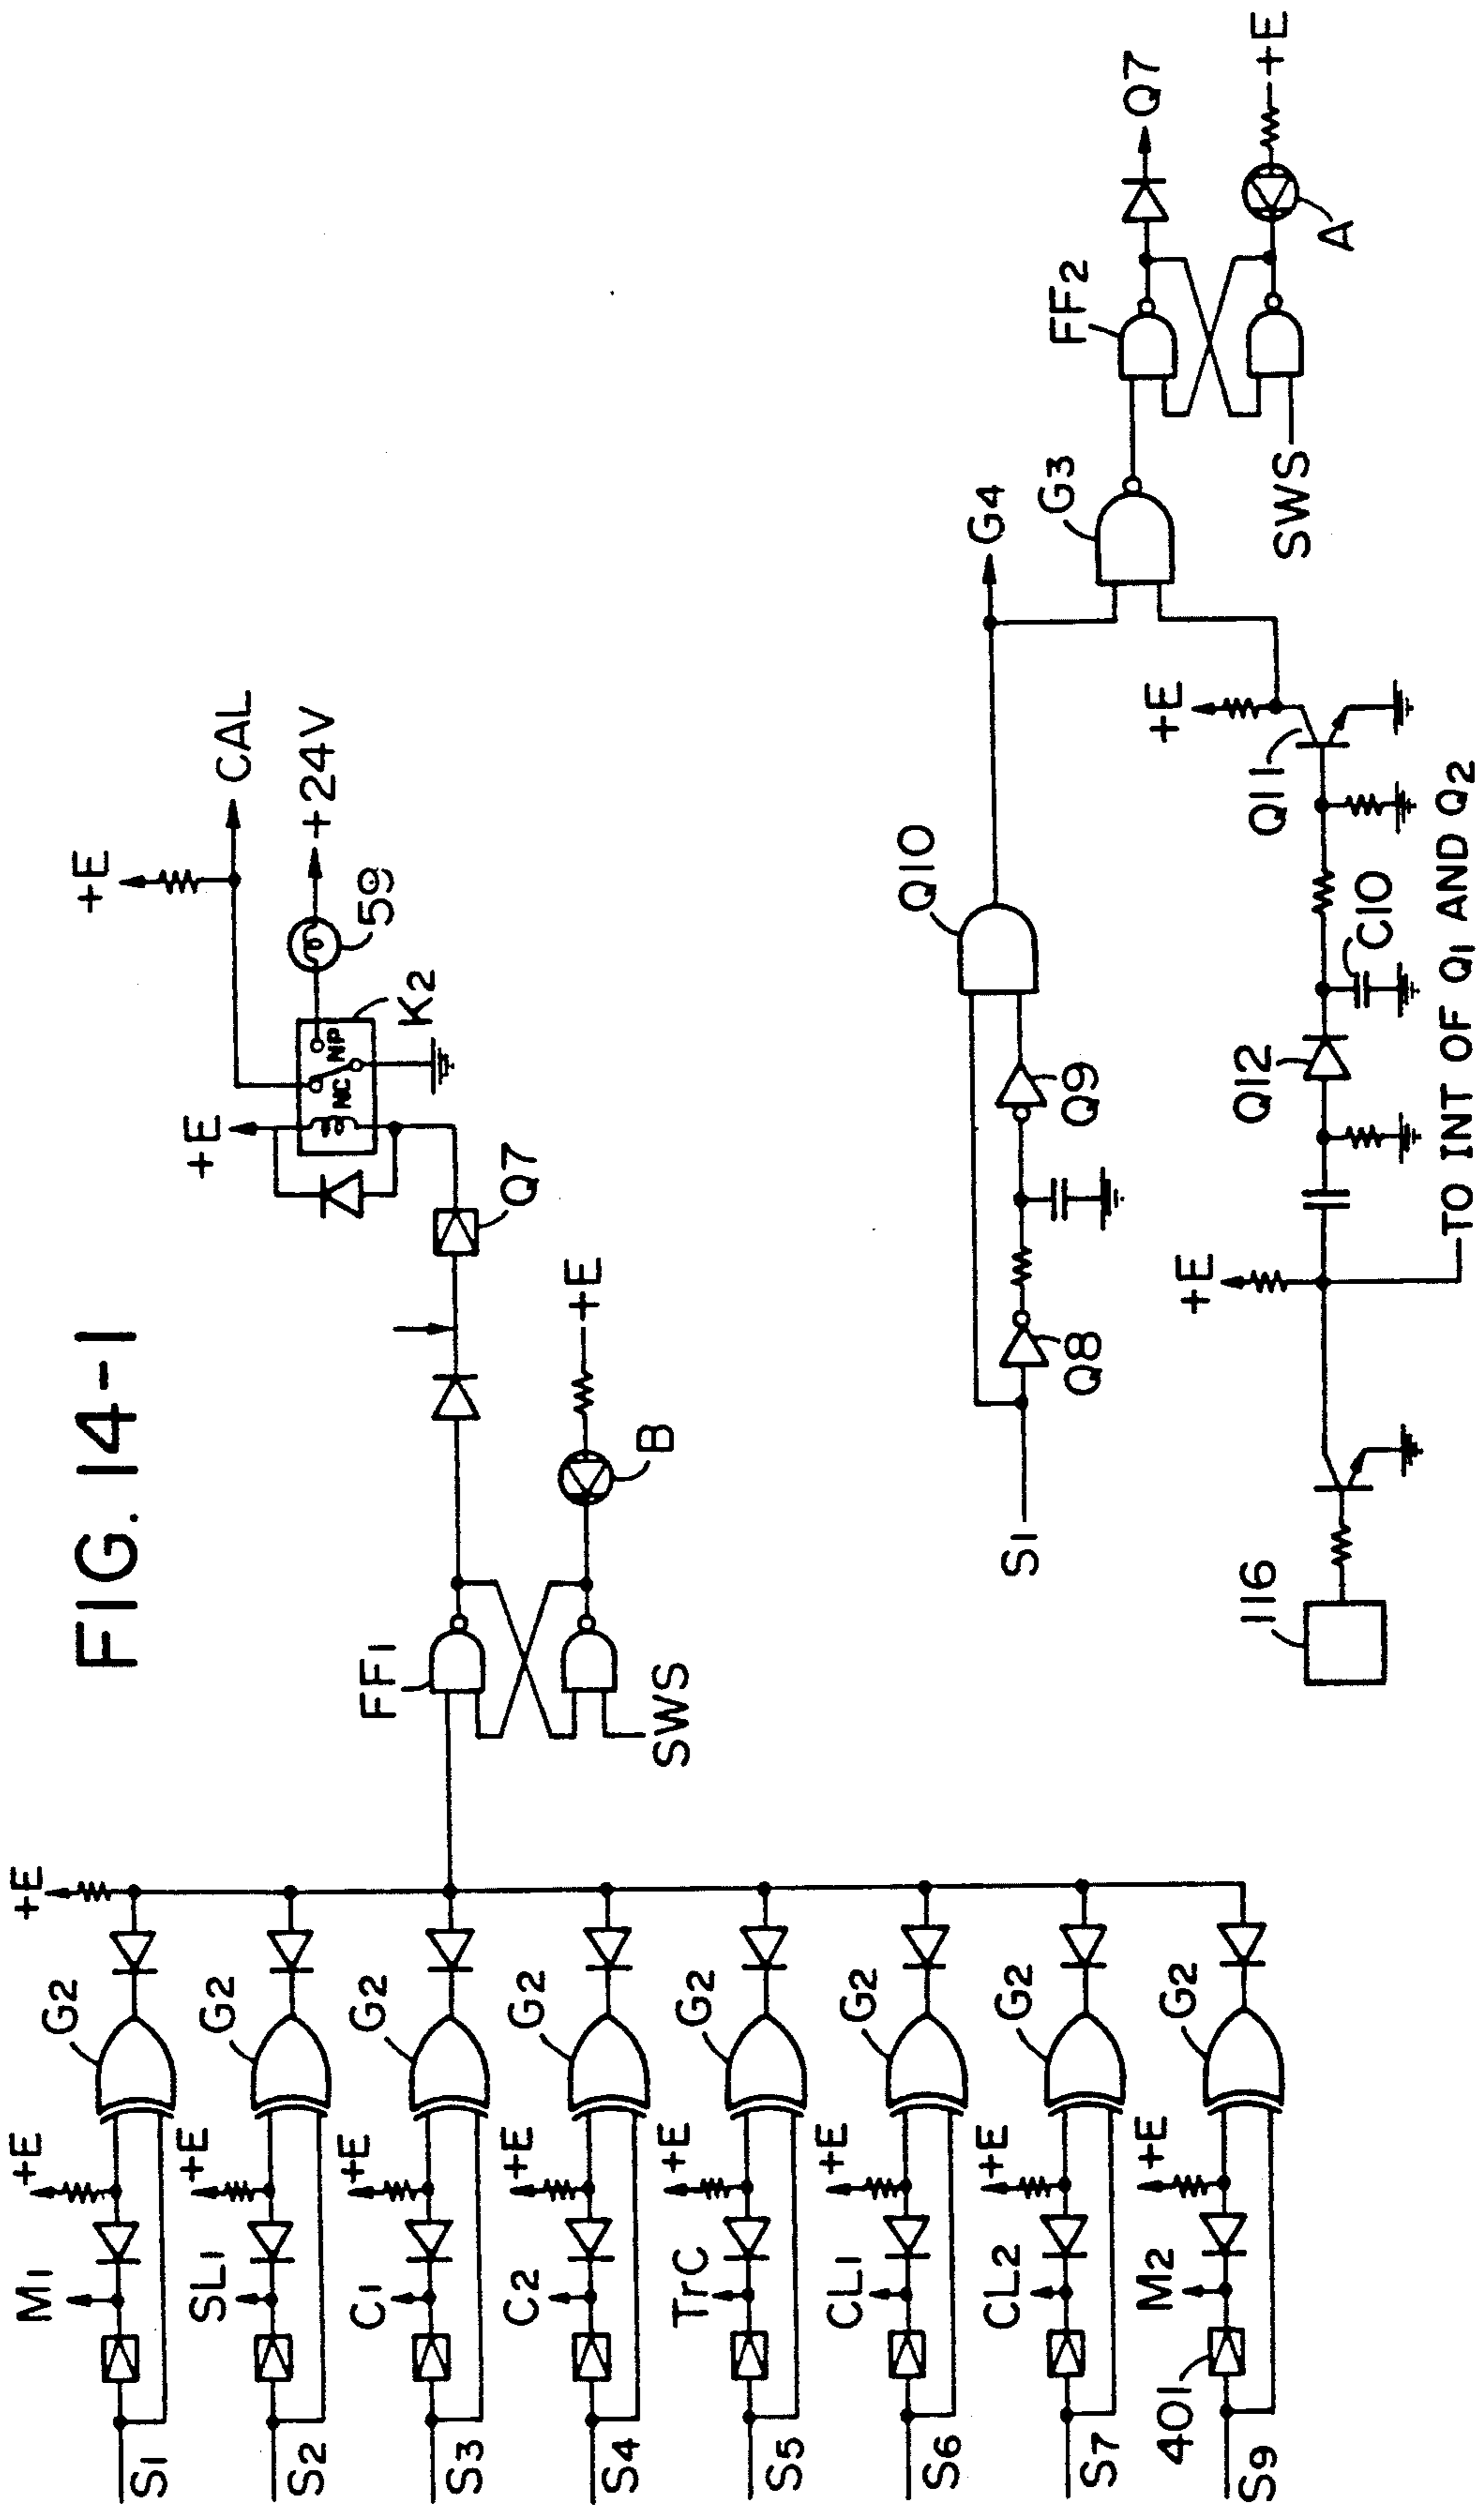 FIG. 14-1
+E
+E
M1
G2
S1
+E
SL1
G2
S2
+E
C1
G2
S3
+E
C2
G2
S4
+E
TrC
G2
S5
+E
CL1
G2
S6
+E
CL2
G2
S7
+E
M2
G2
401
S9
FF1
SWS
B
+E
Q7
+E
NC
NP
K2
59
+24V
CAL
+E
S1
Q8
Q9
Q10
G4
G3
FF2
Q7
SWS
A
+E
116
+E
TO INT OF Q1 AND Q2
Q12
C10
Q11
+E